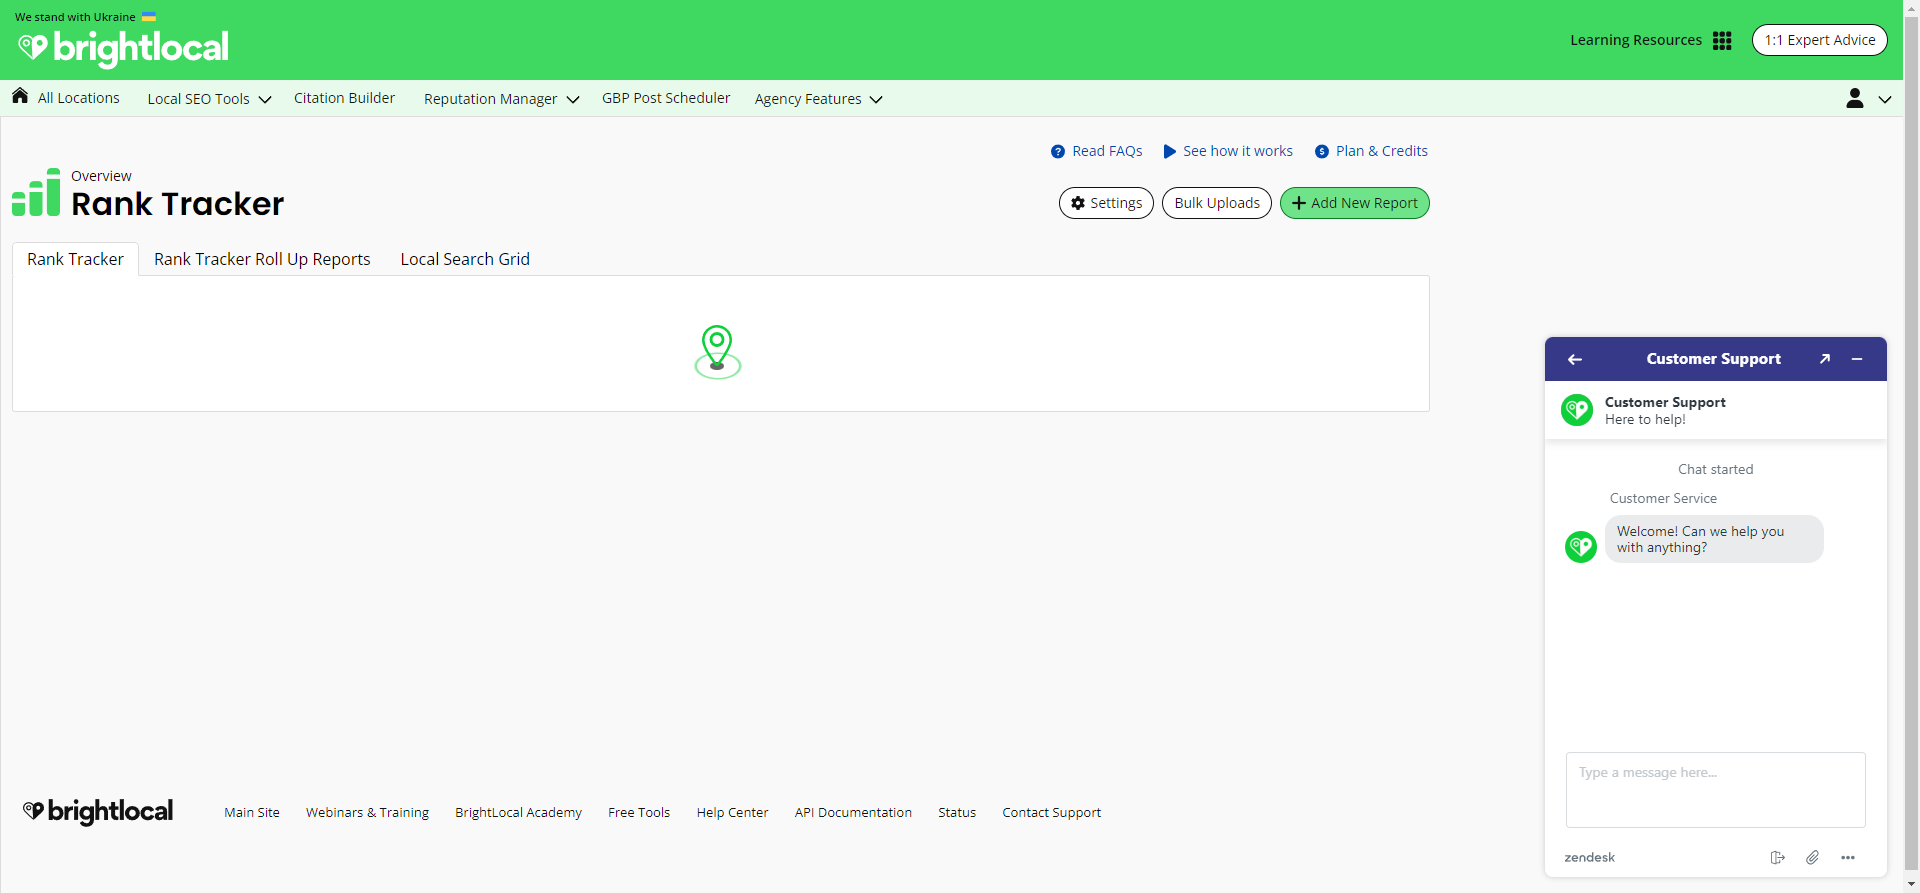 We stand with Ukraine
brightlocal
Learning Resources
1:1 Expert Advice
All Locations
Local SEO Tools
Citation Builder
Reputation Manager
GBP Post Scheduler
Agency Features
Read FAQs
See how it works
Plan & Credits
Overview
Rank Tracker
Settings
Bulk Uploads
Add New Report
Rank Tracker
Rank Tracker Roll Up Reports
Local Search Grid
Customer Support
Customer Support
Here to help!
Chat started
Customer Service
Welcome! Can we help you
with anything?
Type a message here...
zendesk
brightlocal
Main Site
Webinars & Training
BrightLocal Academy
Free Tools
Help Center
API Documentation
Status
Contact Support